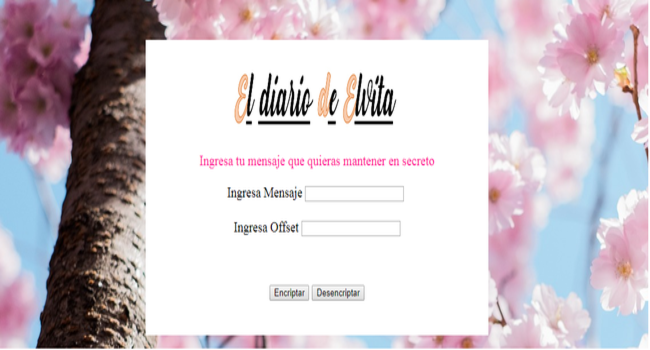 El diario de Elvita
Ingresa tu mensaje que quieras mantener en secreto
Ingresa Mensaje
Ingresa Offset
Encriptar Desencriptar